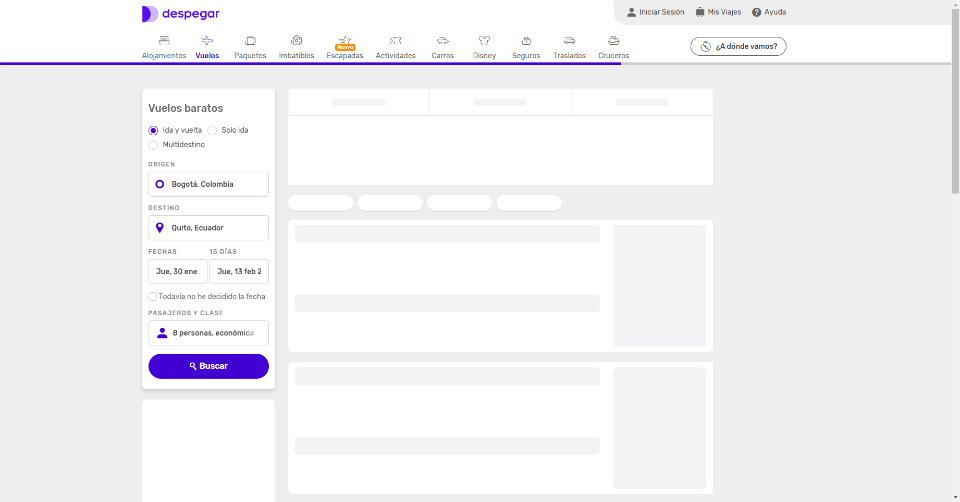 despegar
Iniciar Sesión
Mis Viajes
Ayuda
Alojamientos
Vuelos
Paquetes
Imbatibles
Nuevo
Escapadas
Actividades
Carros
Disney
Seguros
Traslados
Cruceros
¿A dónde vamos?
Vuelos baratos
Ida y vuelta
Solo ida
Multidestino
ORIGEN
Bogotá, Colombia
DESTINO
Quito, Ecuador
FECHAS
15 DÍAS
Jue, 30 ene
Jue, 13 feb 2
Todavía no he decidido la fecha
PASAJEROS Y CLASE
8 personas, económica
Buscar